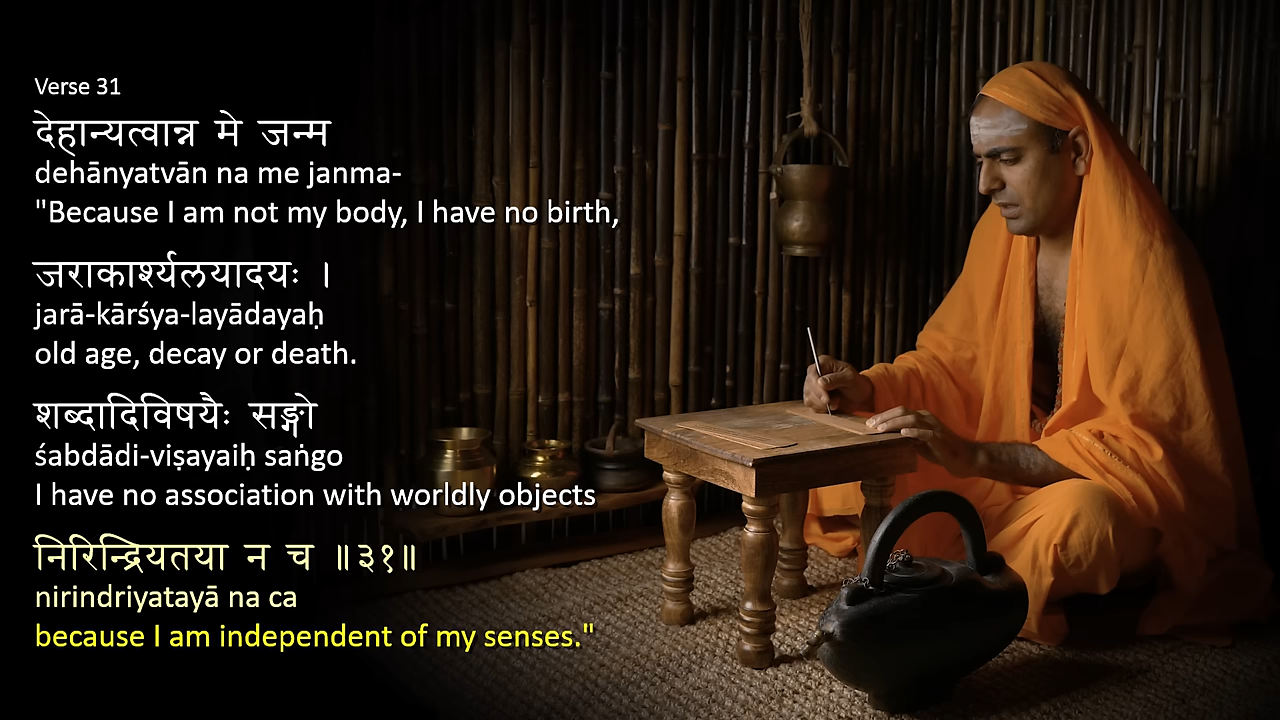 Verse 31
देहान्यत्वान्न मे जन्म
dehānyatvān na me janma-
"Because I am not my body, I have no birth,
जराकार्श्यलयादयः ।
jarā-kārśya-layādayaḥ
old age, decay or death.
शब्दादिविषयैः सङ्गो
śabdādi-viṣayaiḥ saṅgo
I have no association with worldly objects
निरिन्द्रियतया न च ॥३१॥
nirindriyatayā na ca
because I am independent of my senses."